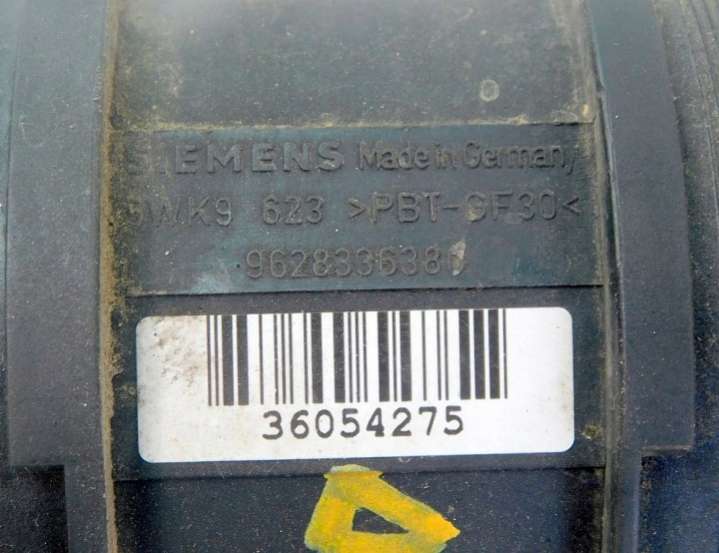 SIEMENS Made in Germany
5WK9 623 >PBT-GF30<
9628336380
36054275